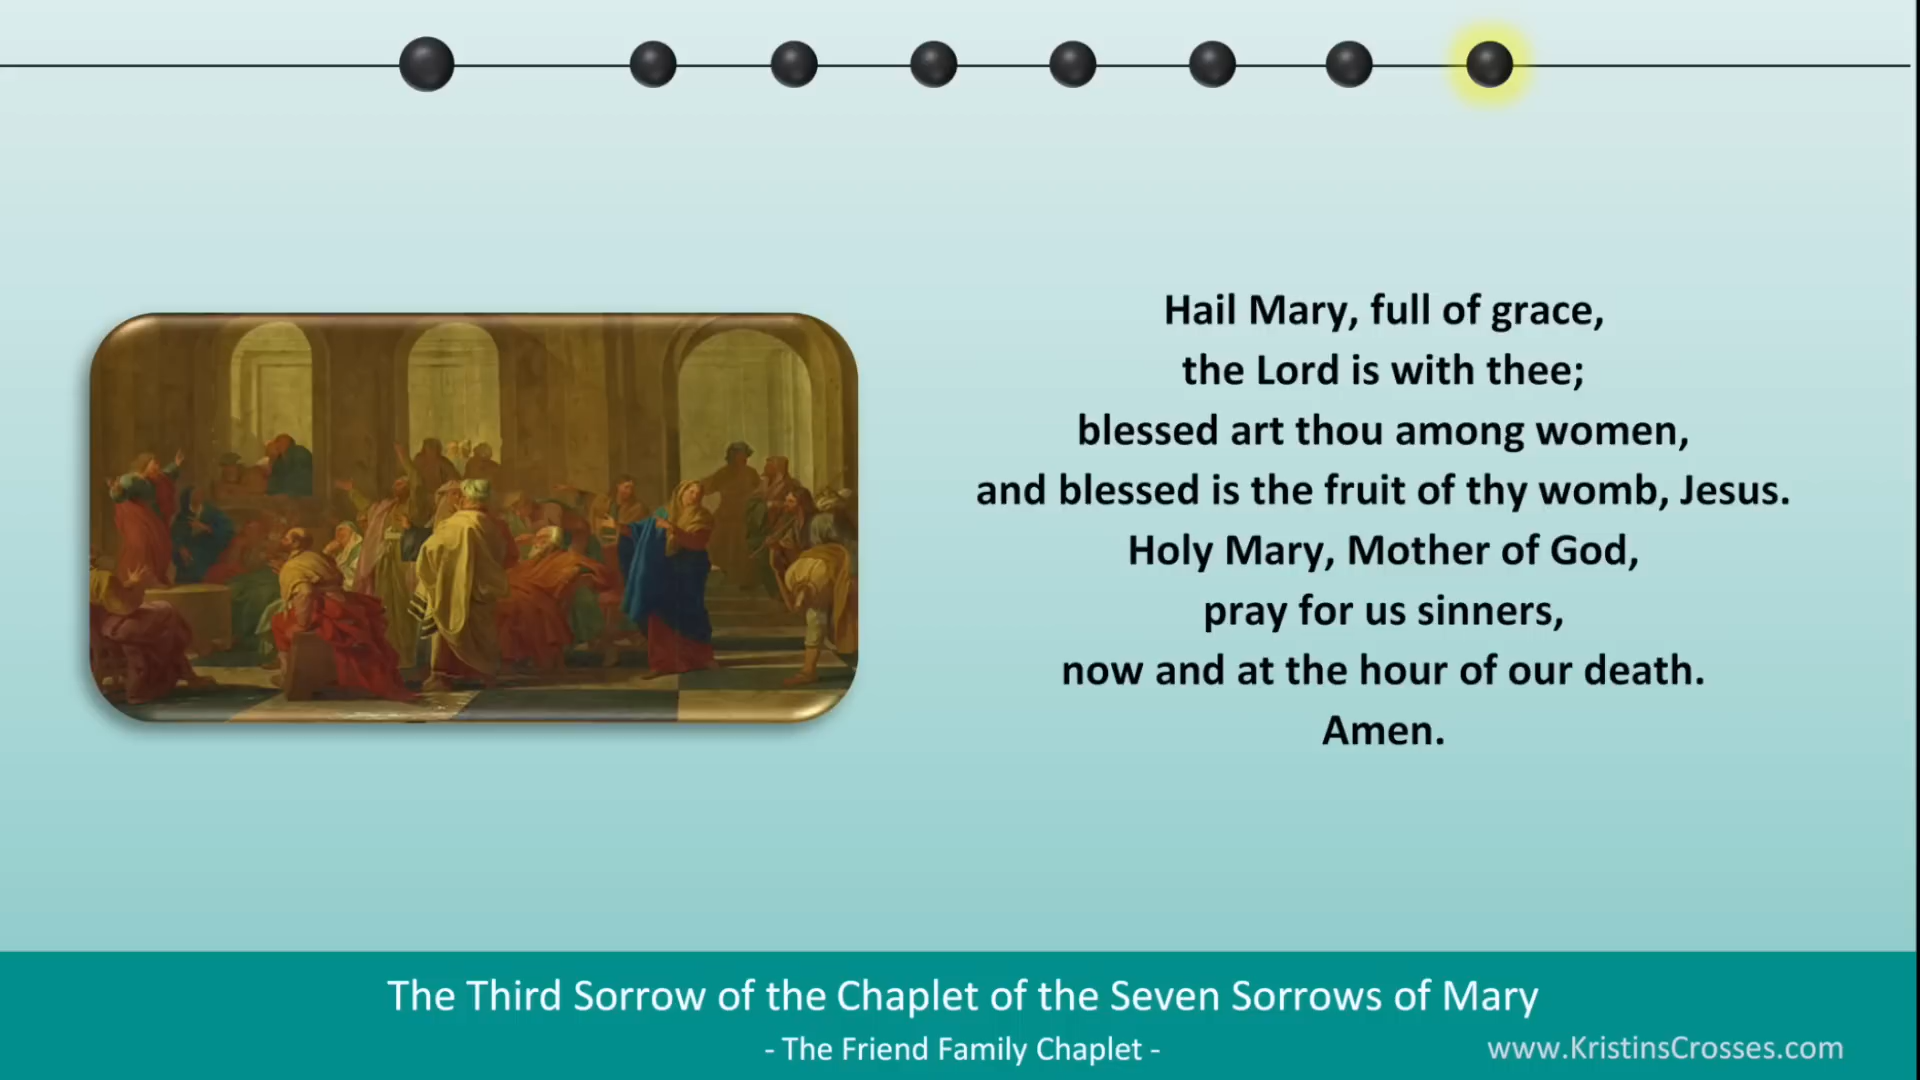 Hail Mary, full of grace,
the Lord is with thee;
blessed art thou among women,
and blessed is the fruit of thy womb, Jesus.
Holy Mary, Mother of God,
pray for us sinners,
now and at the hour of our death.
Amen.
The Third Sorrow of the Chaplet of the Seven Sorrows of Mary
- The Friend Family Chaplet -
www.KristinsCrosses.com